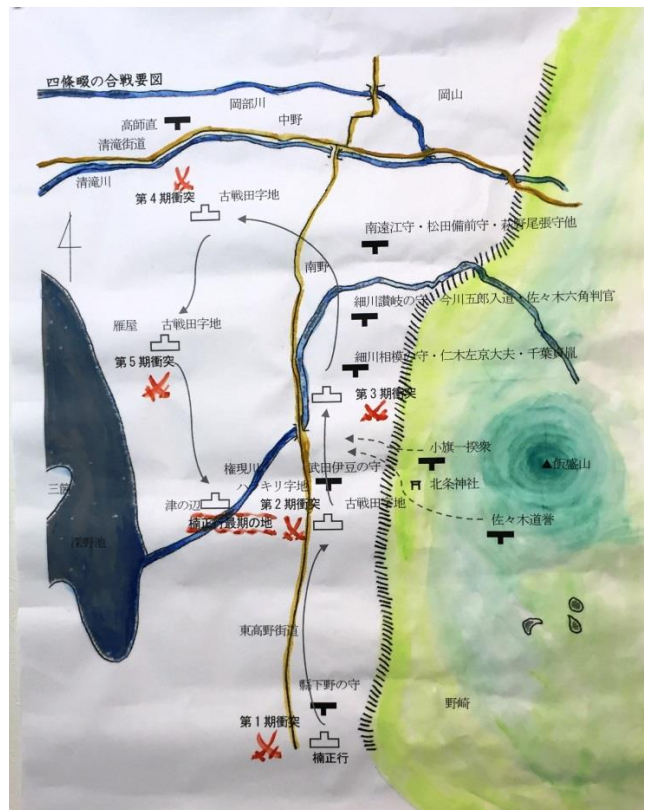 四條畷の合戦要図
岡部川
岡山
高師直
中野
清滝街道
清滝川
第4期衝突
古戦田字地
南遠江守・松田備前守・萩野尾張守他
南野
細川讃岐の守・今川五郎入道・佐々木六角判官
雁屋
古戦田字地
第5期衝突
細川相模の守・仁木左京大夫・千葉貞胤
第3期衝突
小旗一揆衆
飯盛山
権現川
武田伊豆の守
ハラキリ字地
北条神社
三箇
津の辺
第2期衝突
古戦田字地
楠正行最期の地
佐々木道誉
深野池
東高野街道
縣下野の守
野崎
第1期衝突
楠正行